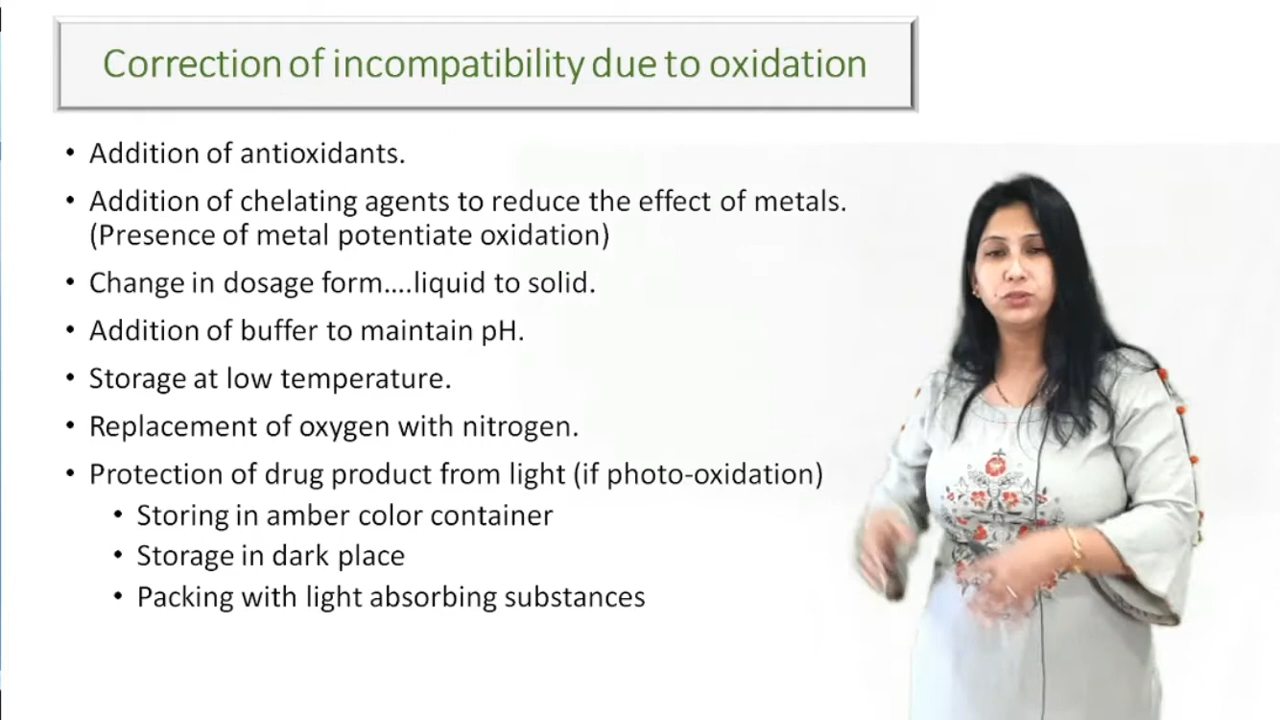 Correction of incompatibility due to oxidation
• Addition of antioxidants.
• Addition of chelating agents to reduce the effect of metals.
(Presence of metal potentiate oxidation)
• Change in dosage form....liquid to solid.
• Addition of buffer to maintain pH.
• Storage at low temperature.
• Replacement of oxygen with nitrogen.
• Protection of drug product from light (if photo-oxidation)
• Storing in amber color container
• Storage in dark place
• Packing with light absorbing substances